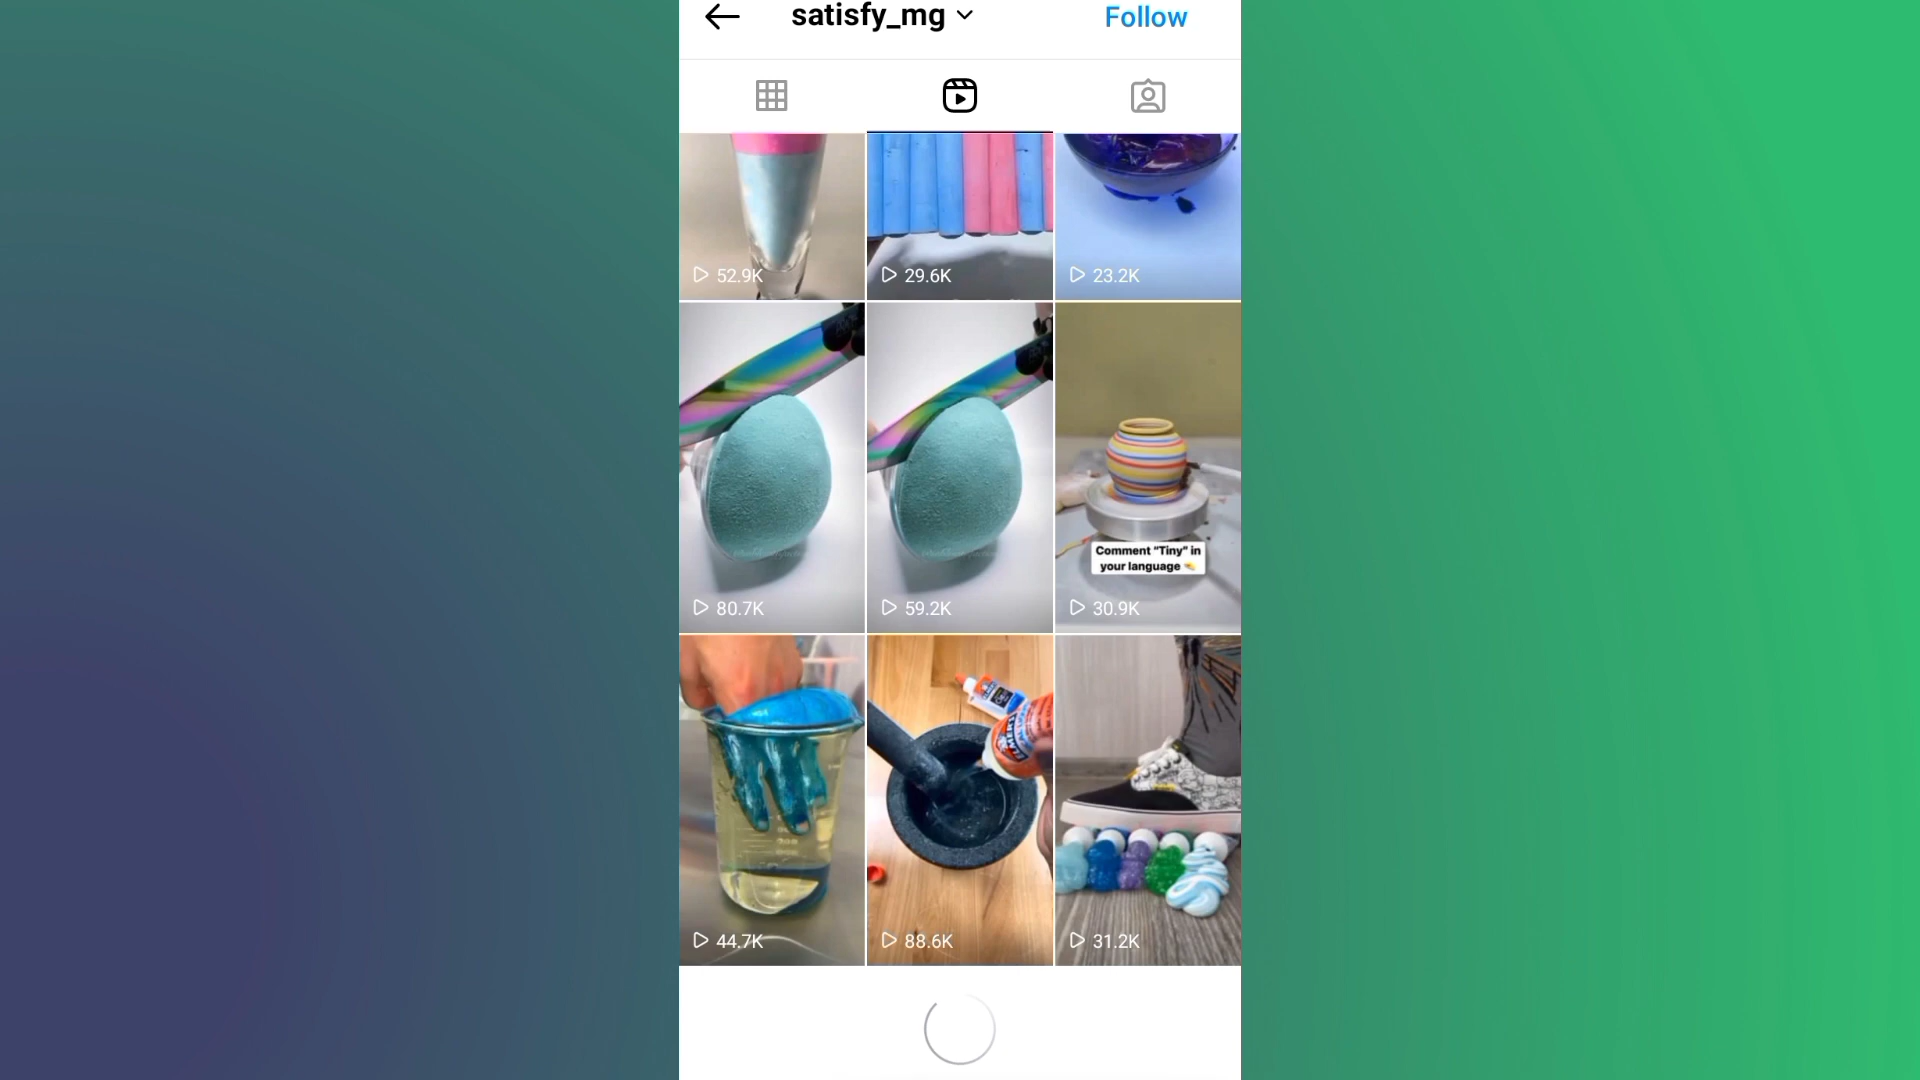 satisfy_mg
Follow
52.9K
29.6K
23.2K
80.7K
59.2K
Comment "Tiny" in
your language
30.9K
44.7K
88.6K
31.2K